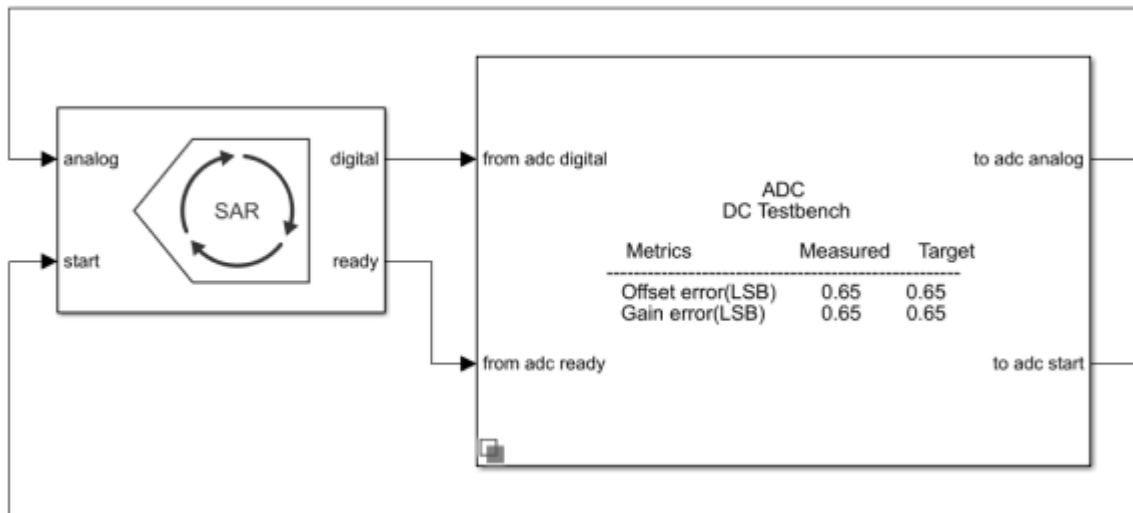 analog
start
SAR
digital
ready
from adc digital
from adc ready
ADC
DC Testbench
Metrics Measured Target
-----------------------------------------------------
Offset error(LSB) 0.65 0.65
Gain error(LSB) 0.65 0.65
to adc analog
to adc start